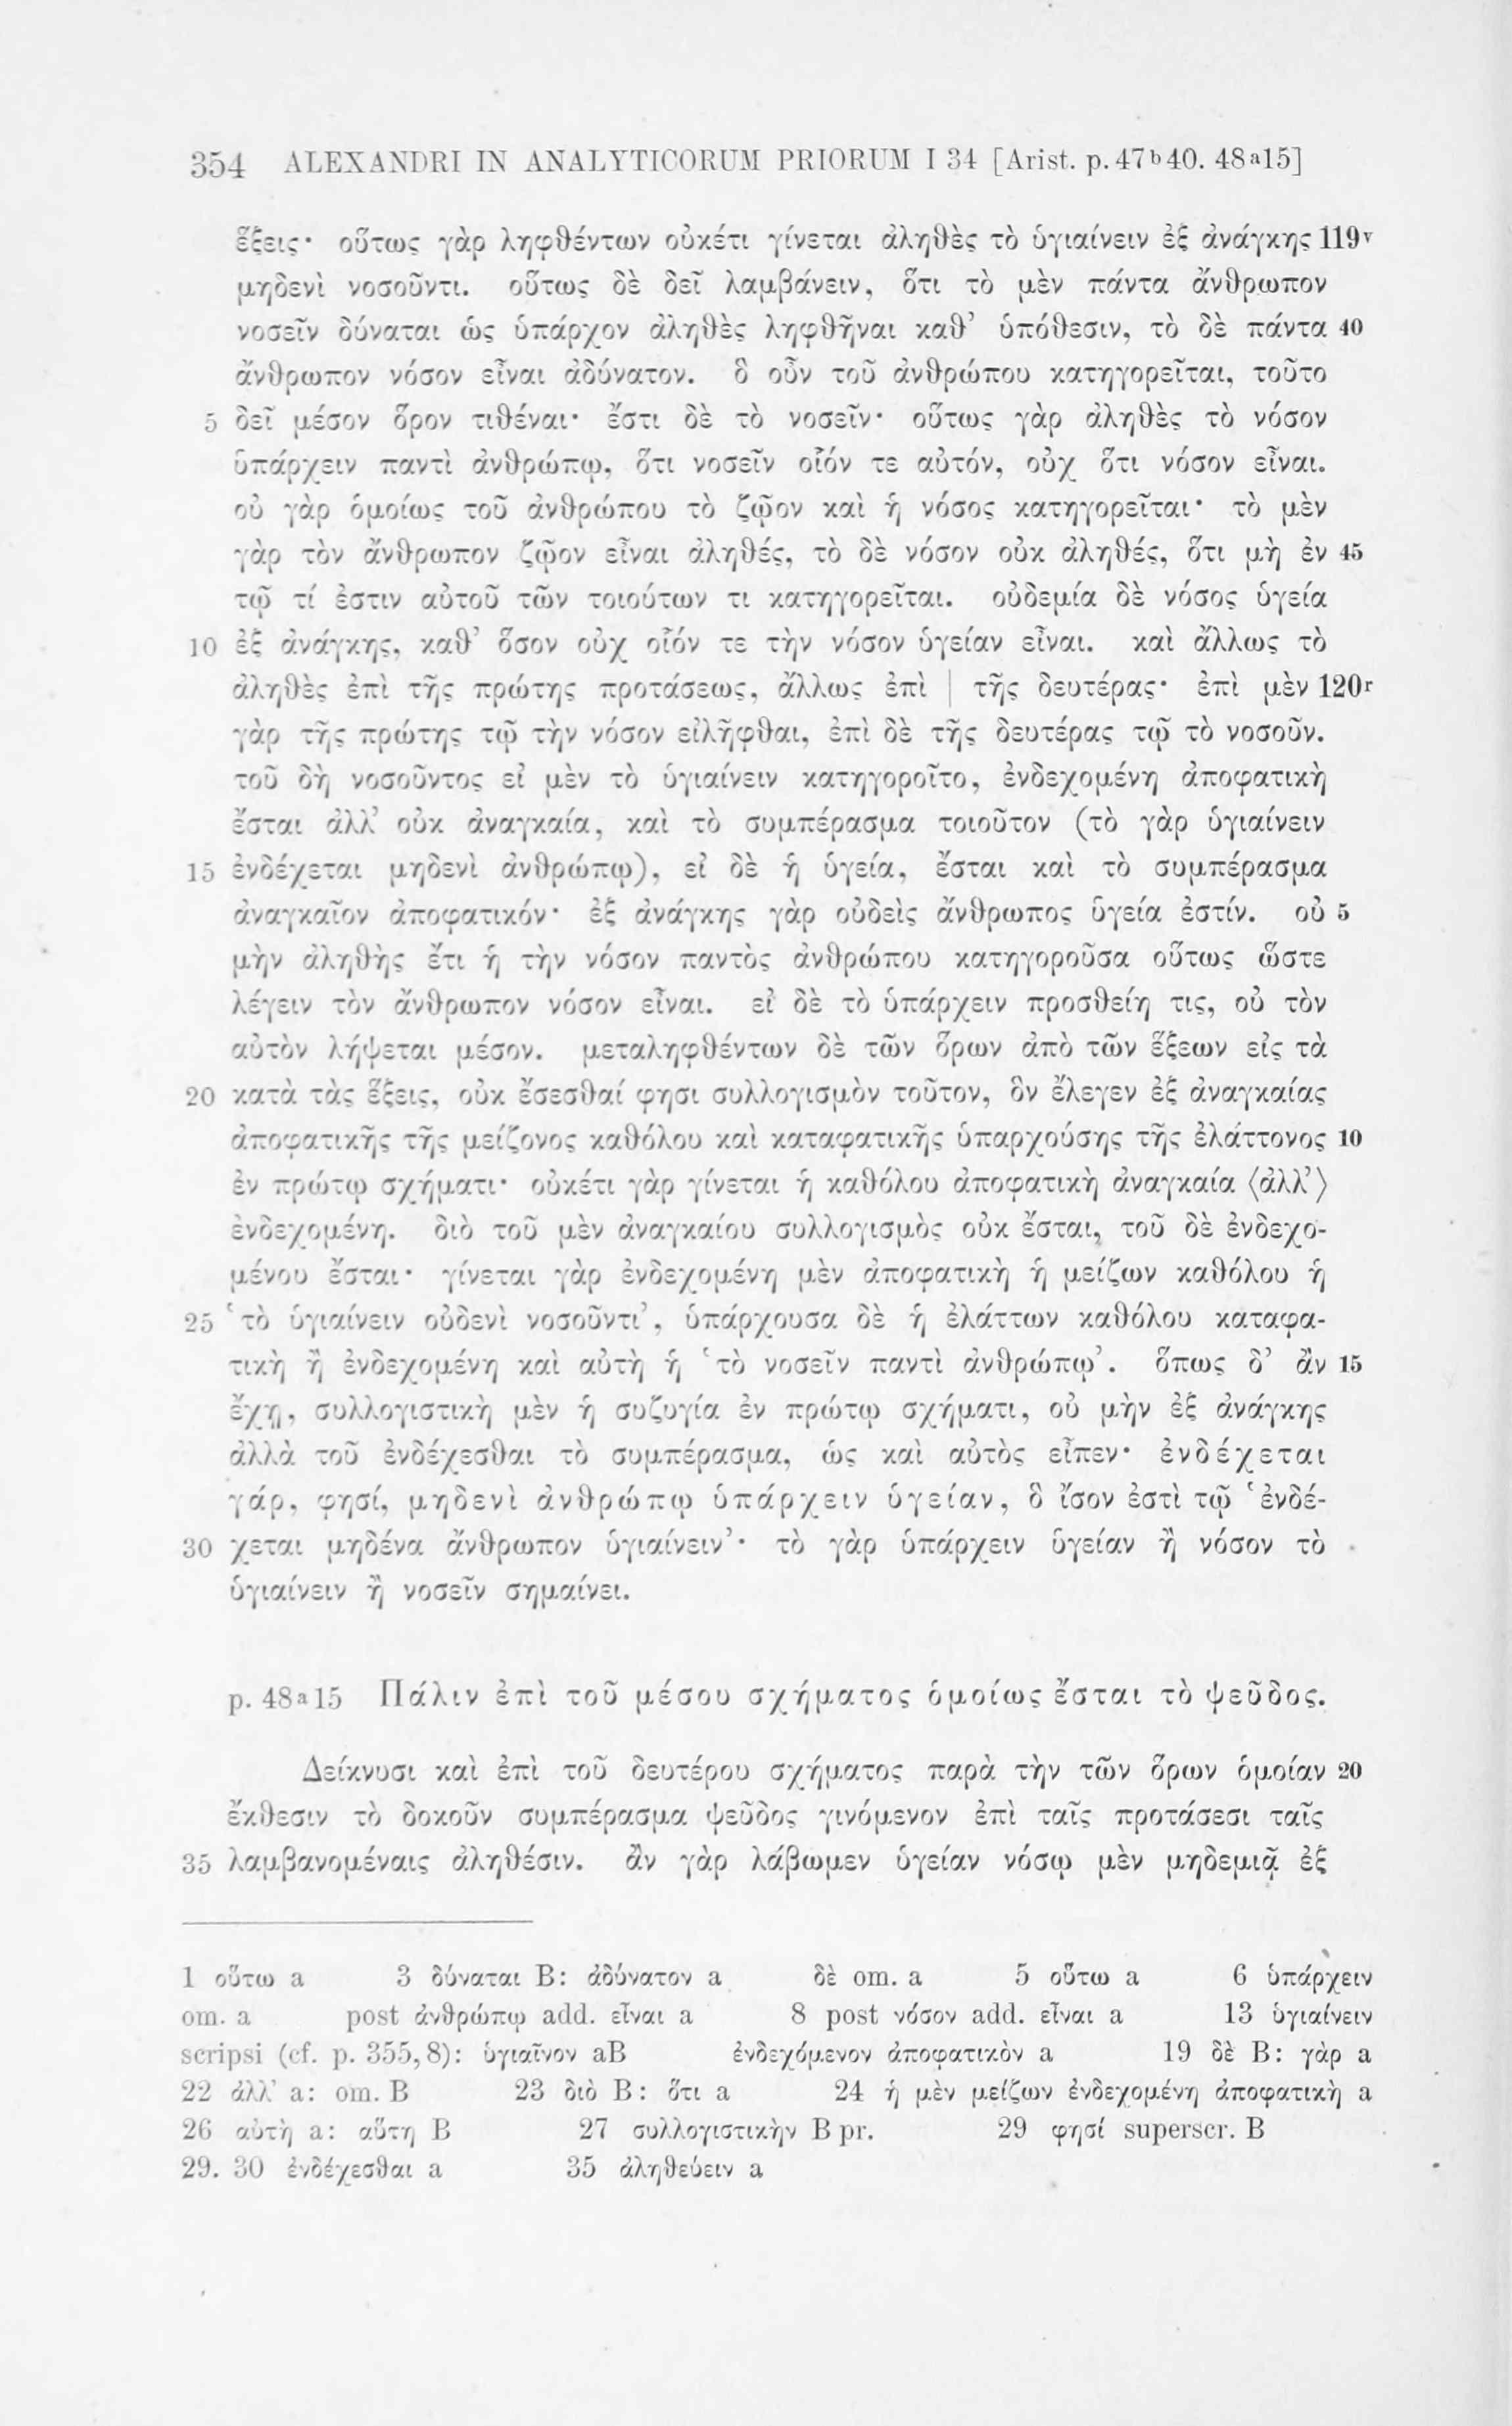 354 ALEXANDRI IN ANALYTICORUM PRIORUM I 34 [Arist. p. 47b40. 48a15]
ἕξεις· οὕτως γὰρ ληφθέντων οὐκέτι γίνεται ἀληθὲς τὸ ὑγιαίνειν ἐξ ἀνάγκης 119v
μηδενὶ νοσοῦντι. οὕτως δὲ δεῖ λαμβάνειν, ὅτι τὸ μὲν πάντα ἄνθρωπον
νοσεῖν δύναται ὡς ὑπάρχον ἀληθὲς ληφθῆναι καθ’ ὑπόθεσιν, τὸ δὲ πάντα 40
ἄνθρωπον νόσον εἶναι ἀδύνατον. ὃ οὖν τοῦ ἀνθρώπου κατηγορεῖται, τοῦτο
5 δεῖ μέσον ὅρον τιθέναι· ἔστι δὲ τὸ νοσεῖν· οὕτως γὰρ ἀληθὲς τὸ νόσον
ὑπάρχειν παντὶ ἀνθρώπῳ, ὅτι νοσεῖν οἷόν τε αὐτόν, οὐχ ὅτι νόσον εἶναι.
οὐ γὰρ ὁμοίως τοῦ ἀνθρώπου τὸ ζῷον καὶ ἡ νόσος κατηγορεῖται· τὸ μὲν
γὰρ τὸν ἄνθρωπον ζῷον εἶναι ἀληθές, τὸ δὲ νόσον οὐκ ἀληθές, ὅτι μὴ ἐν 45
τῷ τί ἐστιν αὐτοῦ τῶν τοιούτων τι κατηγορεῖται. οὐδεμία δὲ νόσος ὑγεία
10 ἐξ ἀνάγκης, καθ’ ὅσον οὐχ οἷόν τε τὴν νόσον ὑγείαν εἶναι. καὶ ἄλλως τὸ
ἀληθὲς ἐπὶ τῆς πρώτης προτάσεως, ἄλλως ἐπὶ | τῆς δευτέρας· ἐπὶ μὲν 120r
γὰρ τῆς πρώτης τῷ τὴν νόσον εἰλῆφθαι, ἐπὶ δὲ τῆς δευτέρας τῷ τὸ νοσοῦν.
τοῦ δὴ νοσοῦντος εἰ μὲν τὸ ὑγιαίνειν κατηγοροῖτο, ἐνδεχομένη ἀποφατικὴ
ἔσται ἀλλ’ οὐκ ἀναγκαία, καὶ τὸ συμπέρασμα τοιοῦτον (τὸ γὰρ ὑγιαίνειν
15 ἐνδέχεται μηδενὶ ἀνθρώπῳ), εἰ δὲ ἡ ὑγεία, ἔσται καὶ τὸ συμπέρασμα
ἀναγκαῖον ἀποφατικόν· ἐξ ἀνάγκης γὰρ οὐδεὶς ἄνθρωπος ὑγεία ἐστίν. οὐ 5
μὴν ἀληθὴς ἔτι ἡ τὴν νόσον παντὸς ἀνθρώπου κατηγοροῦσα οὕτως ὥστε
λέγειν τὸν ἄνθρωπον νόσον εἶναι. εἰ δὲ τὸ ὑπάρχειν προσθείη τις, οὐ τὸν
αὐτὸν λήψεται μέσον. μεταληφθέντων δὲ τῶν ὅρων ἀπὸ τῶν ἕξεων εἰς τὰ
20 κατὰ τὰς ἕξεις, οὐκ ἔσεσθαί φησι συλλογισμὸν τοῦτον, ὃν ἔλεγεν ἐξ ἀναγκαίας
ἀποφατικῆς τῆς μείζονος καθόλου καὶ καταφατικῆς ὑπαρχούσης τῆς ἐλάττονος 10
ἐν πρώτῳ σχήματι· οὐκέτι γὰρ γίνεται ἡ καθόλου ἀποφατικὴ ἀναγκαία ⟨ἀλλ’⟩
ἐνδεχομένη. διὸ τοῦ μὲν ἀναγκαίου συλλογισμὸς οὐκ ἔσται, τοῦ δὲ ἐνδεχο-
μένου ἔσται· γίνεται γὰρ ἐνδεχομένη μὲν ἀποφατικὴ ἡ μείζων καθόλου ἡ
25 ‘τὸ ὑγιαίνειν οὐδενὶ νοσοῦντι’, ὑπάρχουσα δὲ ἡ ἐλάττων καθόλου καταφα-
τικὴ ἢ ἐνδεχομένη καὶ αὐτὴ ἡ ‘τὸ νοσεῖν παντὶ ἀνθρώπῳ’. ὅπως δ’ ἂν 15
ἔχῃ, συλλογιστικὴ μὲν ἡ συζυγία ἐν πρώτῳ σχήματι, οὐ μὴν ἐξ ἀνάγκης
ἀλλὰ τοῦ ἐνδέχεσθαι τὸ συμπέρασμα, ὡς καὶ αὐτὸς εἶπεν· ἐνδέχεται
γάρ, φησί, μηδενὶ ἀνθρώπῳ ὑπάρχειν ὑγείαν, ὃ ἴσον ἐστὶ τῷ ‘ἐνδέ-
30 χεται μηδένα ἄνθρωπον ὑγιαίνειν’· τὸ γὰρ ὑπάρχειν ὑγείαν ἢ νόσον τὸ
ὑγιαίνειν ἢ νοσεῖν σημαίνει.
p. 48a15 Πάλιν ἐπὶ τοῦ μέσου σχήματος ὁμοίως ἔσται τὸ ψεῦδος.
Δείκνυσι καὶ ἐπὶ τοῦ δευτέρου σχήματος παρὰ τὴν τῶν ὅρων ὁμοίαν 20
ἔκθεσιν τὸ δοκοῦν συμπέρασμα ψεῦδος γινόμενον ἐπὶ ταῖς προτάσεσι ταῖς
35 λαμβανομέναις ἀληθέσιν. ἂν γὰρ λάβωμεν ὑγείαν νόσῳ μὲν μηδεμιᾷ ἐξ
1 οὕτω a 3 δύναται B: ἀδύνατον a δὲ om. a 5 οὕτω a 6 ὑπάρχειν
om. a post ἀνθρώπῳ add. εἶναι a 8 post νόσον add. εἶναι a 13 ὑγιαίνειν
scripsi (cf. p. 355,8): ὑγιαῖνον aB ἐνδεχόμενον ἀποφατικὸν a 19 δὲ B: γὰρ a
22 ἀλλ’ a: om. B 23 διὸ B: ὅτι a 24 ἡ μὲν μείζων ἐνδεχομένη ἀποφατικὴ a
26 αὐτὴ a: αὕτη B 27 συλλογιστικὴν B pr. 29 φησί superscr. B
29. 30 ἐνδέχεσθαι a 35 ἀληθεύειν a